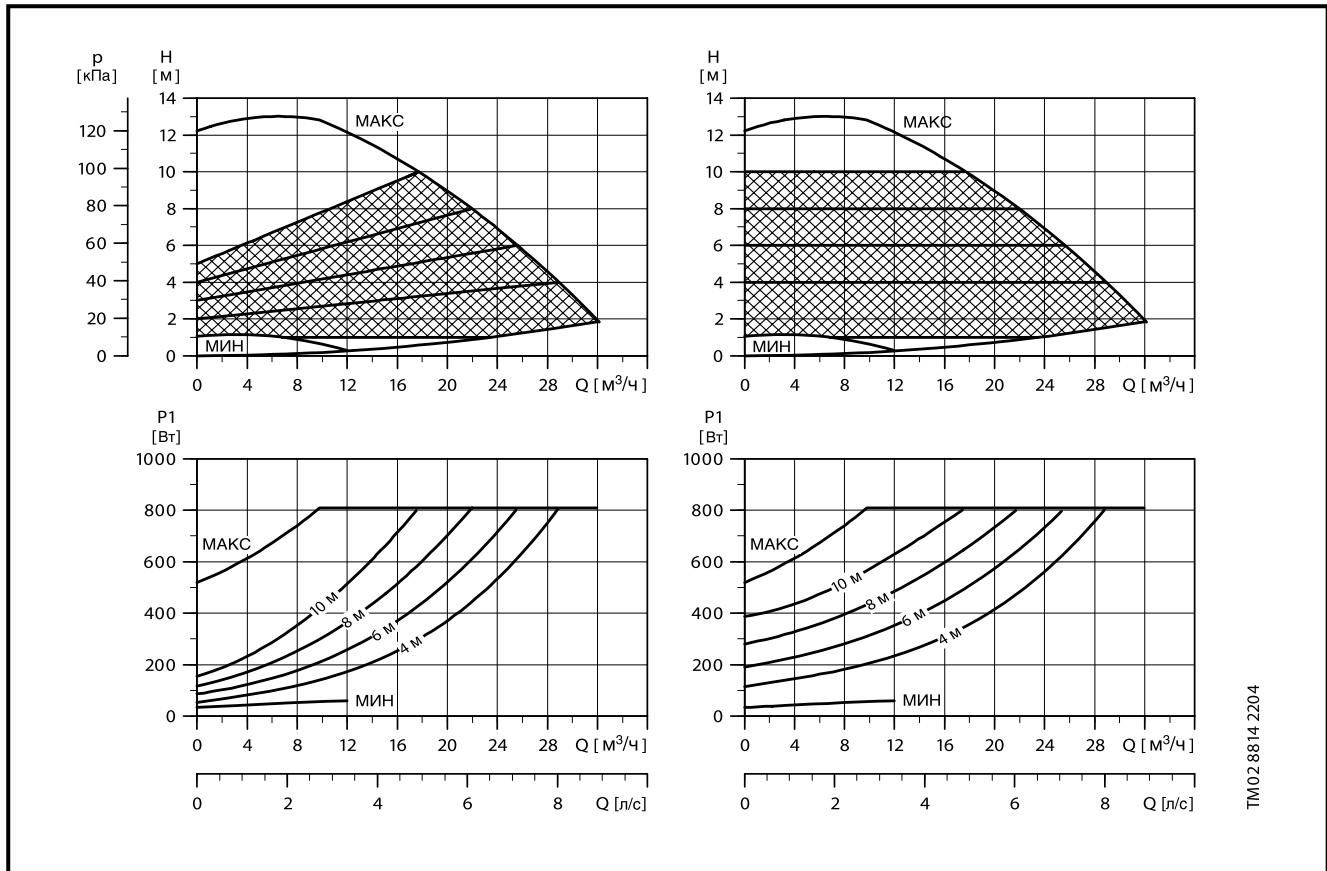 p
[кПа]
H
[м]
14
12
10
8
6
4
2
0
120
100
80
60
40
20
0
МАКС
МИН
0 4 8 12 16 20 24 28 Q [м³/ч]
H
[м]
14
12
10
8
6
4
2
0
МАКС
МИН
0 4 8 12 16 20 24 28 Q [м³/ч]
P1
[Вт]
1000
800
600
400
200
0
МАКС
10 м
8 м
6 м
4 м
МИН
0 4 8 12 16 20 24 28 Q [м³/ч]
0 2 4 6 8 Q [л/с]
P1
[Вт]
1000
800
600
400
200
0
МАКС
10 м
8 м
6 м
4 м
МИН
0 4 8 12 16 20 24 28 Q [м³/ч]
0 2 4 6 8 Q [л/с]
TM02 8814 2204